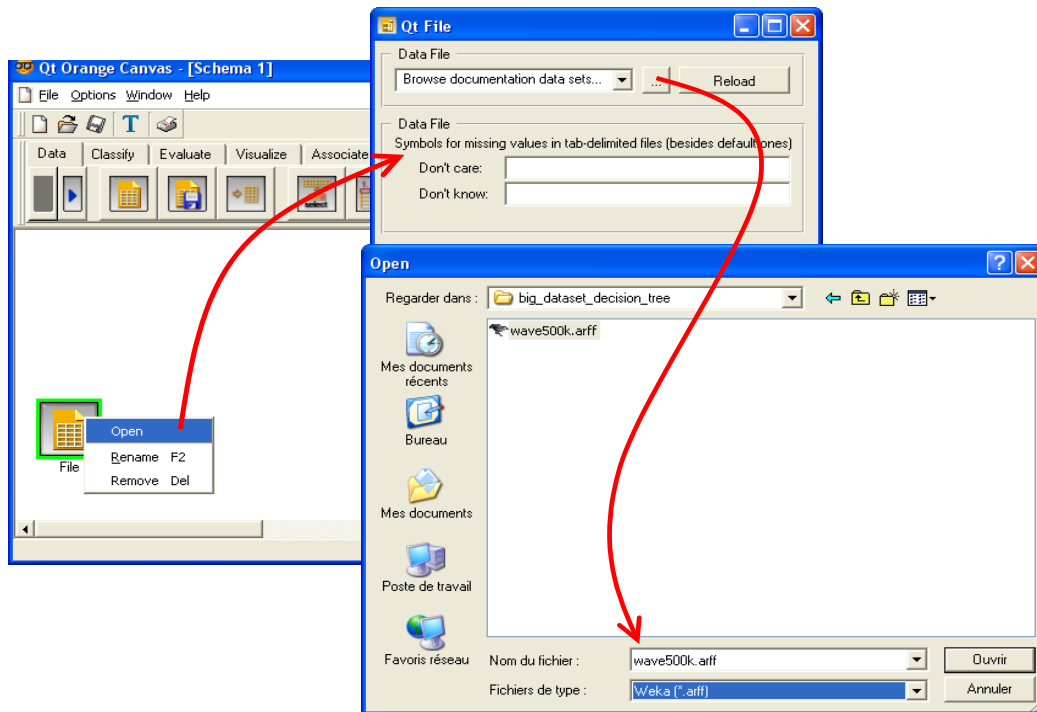 Qt Orange Canvas - [Schema 1]
File Options Window Help
T
Data Classify Evaluate Visualize Associate
select
File
Open
Rename F2
Remove Del
Qt File
Data File
Browse documentation data sets... ... Reload
Data File
Symbols for missing values in tab-delimited files (besides default ones)
Don't care:
Don't know:
Open
Regarder dans : big_dataset_decision_tree
wave500k.arff
Mes documents
récents
Bureau
Mes documents
Poste de travail
Favoris réseau
Nom du fichier : wave500k.arff Ouvrir
Fichiers de type : Weka (*.arff) Annuler